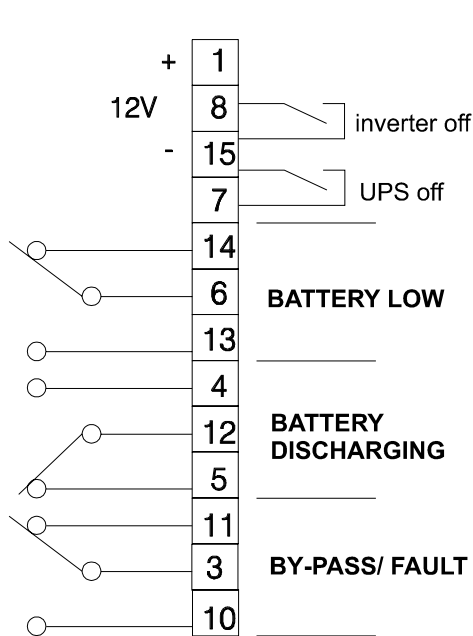 + 1
12V 8 inverter off
- 15
7 UPS off
14
6 BATTERY LOW
13
4
12 BATTERY
DISCHARGING
5
11
3 BY-PASS/ FAULT
10